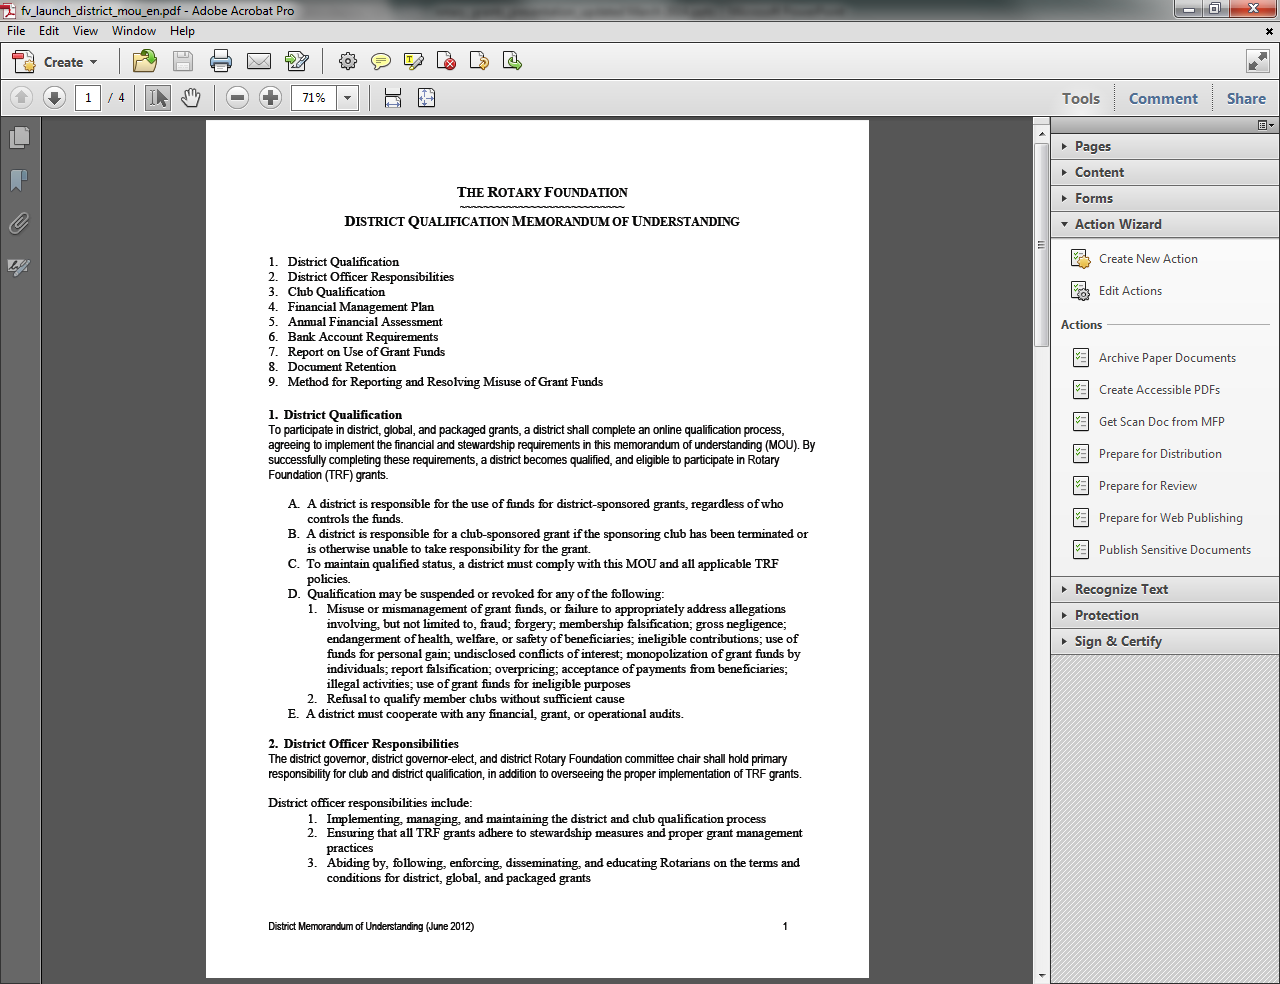 fv_launch_district_mou_en.pdf - Adobe Acrobat Pro
File Edit View Window Help
Create
1 / 4 71% Tools Comment Share
THE ROTARY FOUNDATION
~~~~~~~~~~~~~~~~~~~~~~~~~~~
DISTRICT QUALIFICATION MEMORANDUM OF UNDERSTANDING
1. District Qualification
2. District Officer Responsibilities
3. Club Qualification
4. Financial Management Plan
5. Annual Financial Assessment
6. Bank Account Requirements
7. Report on Use of Grant Funds
8. Document Retention
9. Method for Reporting and Resolving Misuse of Grant Funds
1. District Qualification
To participate in district, global, and packaged grants, a district shall complete an online qualification process,
agreeing to implement the financial and stewardship requirements in this memorandum of understanding (MOU). By
successfully completing these requirements, a district becomes qualified, and eligible to participate in Rotary
Foundation (TRF) grants.
A. A district is responsible for the use of funds for district-sponsored grants, regardless of who
controls the funds.
B. A district is responsible for a club-sponsored grant if the sponsoring club has been terminated or
is otherwise unable to take responsibility for the grant.
C. To maintain qualified status, a district must comply with this MOU and all applicable TRF
policies.
D. Qualification may be suspended or revoked for any of the following:
1. Misuse or mismanagement of grant funds, or failure to appropriately address allegations
involving, but not limited to, fraud; forgery; membership falsification; gross negligence;
endangerment of health, welfare, or safety of beneficiaries; ineligible contributions; use of
funds for personal gain; undisclosed conflicts of interest; monopolization of grant funds by
individuals; report falsification; overpricing; acceptance of payments from beneficiaries;
illegal activities; use of grant funds for ineligible purposes
2. Refusal to qualify member clubs without sufficient cause
E. A district must cooperate with any financial, grant, or operational audits.
2. District Officer Responsibilities
The district governor, district governor-elect, and district Rotary Foundation committee chair shall hold primary
responsibility for club and district qualification, in addition to overseeing the proper implementation of TRF grants.
District officer responsibilities include:
1. Implementing, managing, and maintaining the district and club qualification process
2. Ensuring that all TRF grants adhere to stewardship measures and proper grant management
practices
3. Abiding by, following, enforcing, disseminating, and educating Rotarians on the terms and
conditions for district, global, and packaged grants
District Memorandum of Understanding (June 2012) 1
Pages
Content
Forms
Action Wizard
Create New Action
Edit Actions
Actions
Archive Paper Documents
Create Accessible PDFs
Get Scan Doc from MFP
Prepare for Distribution
Prepare for Review
Prepare for Web Publishing
Publish Sensitive Documents
Recognize Text
Protection
Sign & Certify